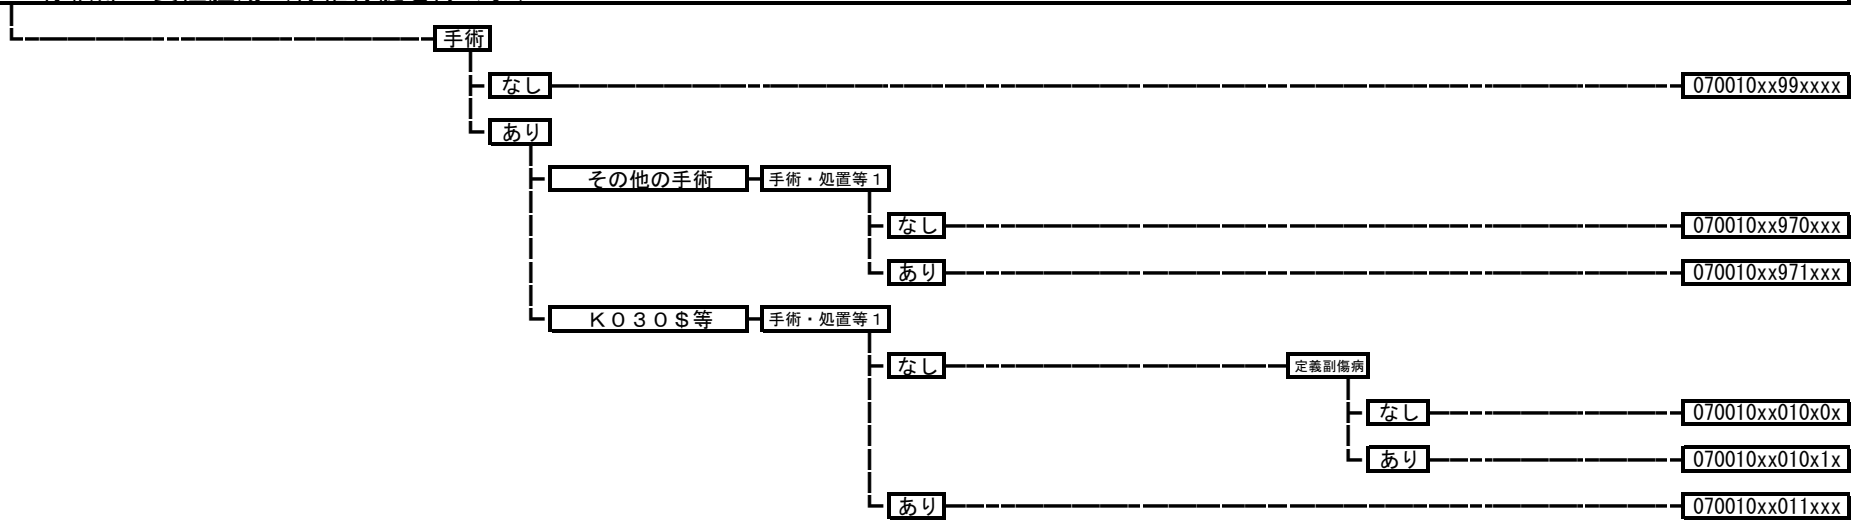 手術
なし
070010xx99xxxx
あり
その他の手術
手術・処置等１
なし
070010xx970xxx
あり
070010xx971xxx
Ｋ０３０＄等
手術・処置等１
なし
定義副傷病
なし
070010xx010x0x
あり
070010xx010x1x
あり
070010xx011xxx